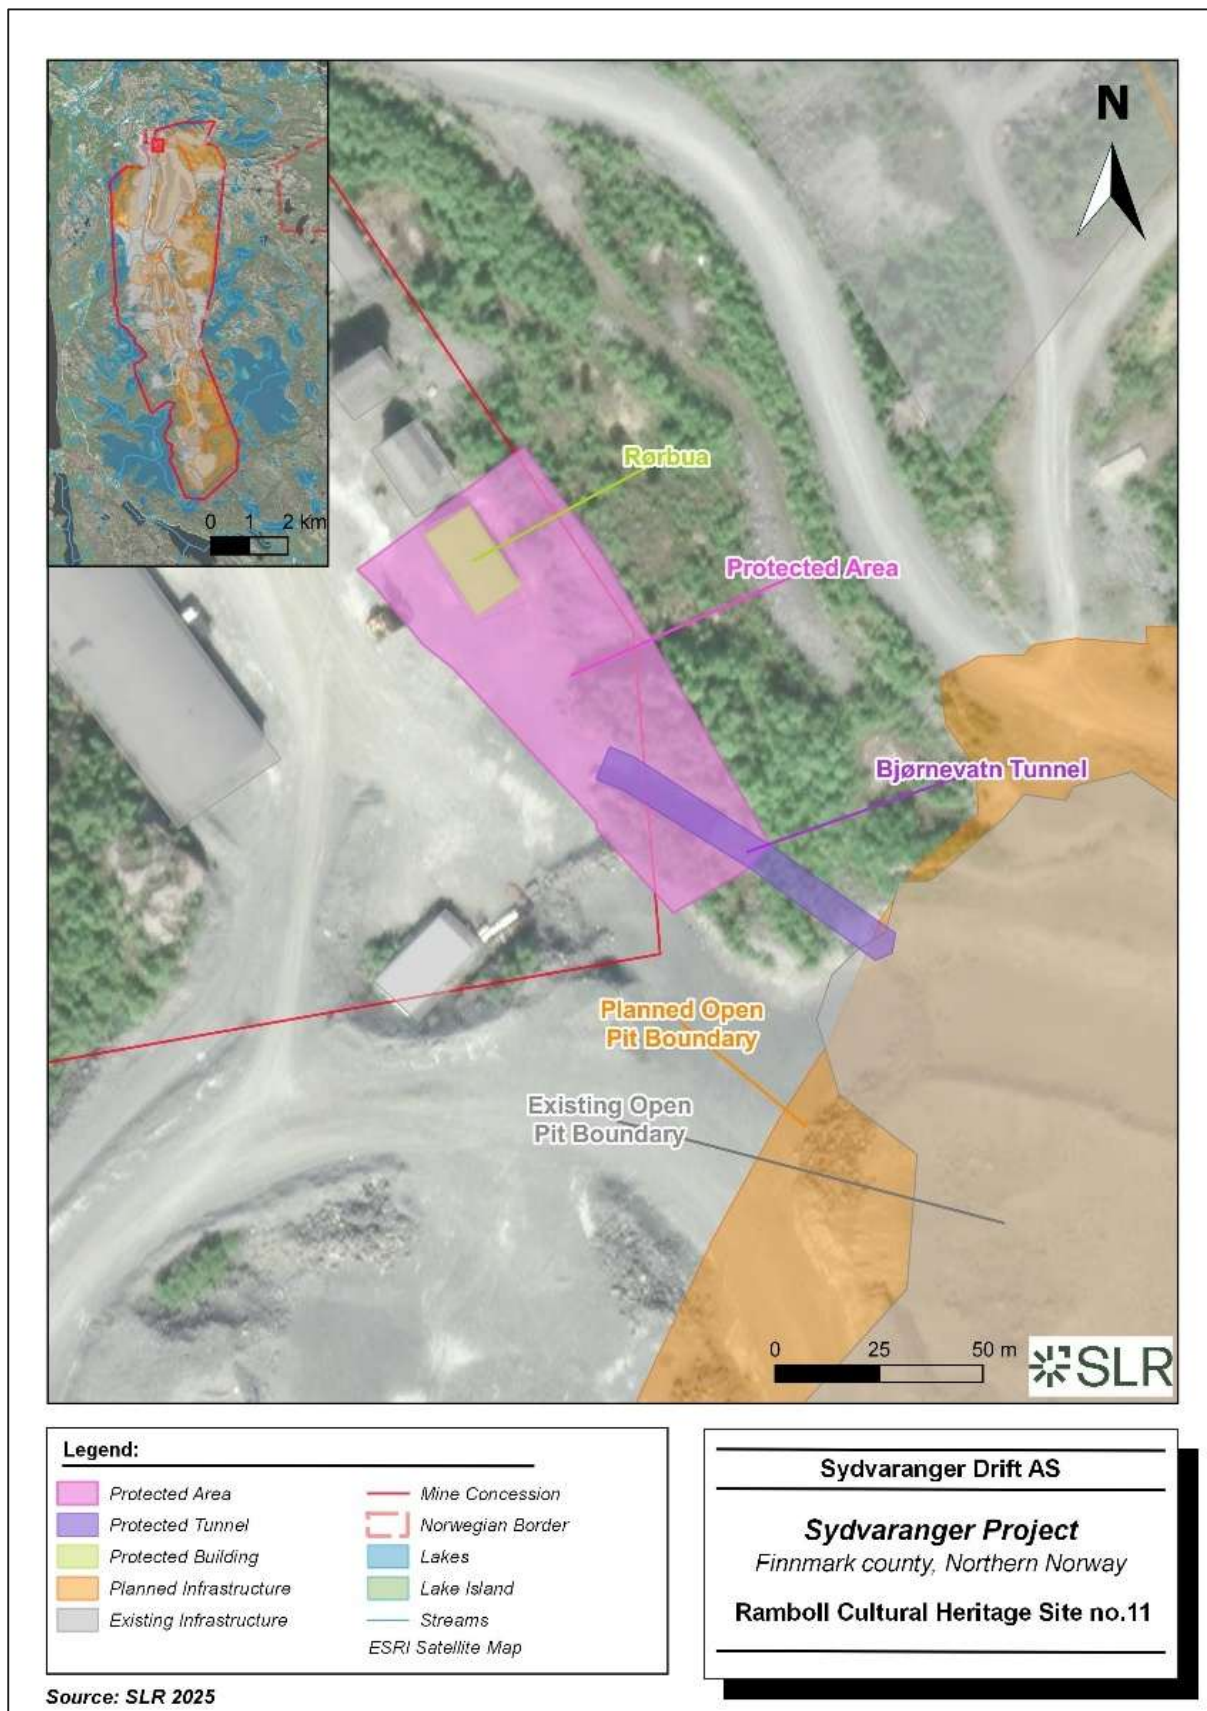 N
1
0 1 2 km
Rørbua
Protected Area
Bjørnevatn Tunnel
Planned Open
Pit Boundary
Existing Open
Pit Boundary
0 25 50 m
SLR
Legend:
Protected Area
Protected Tunnel
Protected Building
Planned Infrastructure
Existing Infrastructure
Mine Concession
Norwegian Border
Lakes
Lake Island
Streams
ESRI Satellite Map
Sydvaranger Drift AS
Sydvaranger Project
Finnmark county, Northern Norway
Ramboll Cultural Heritage Site no.11
Source: SLR 2025